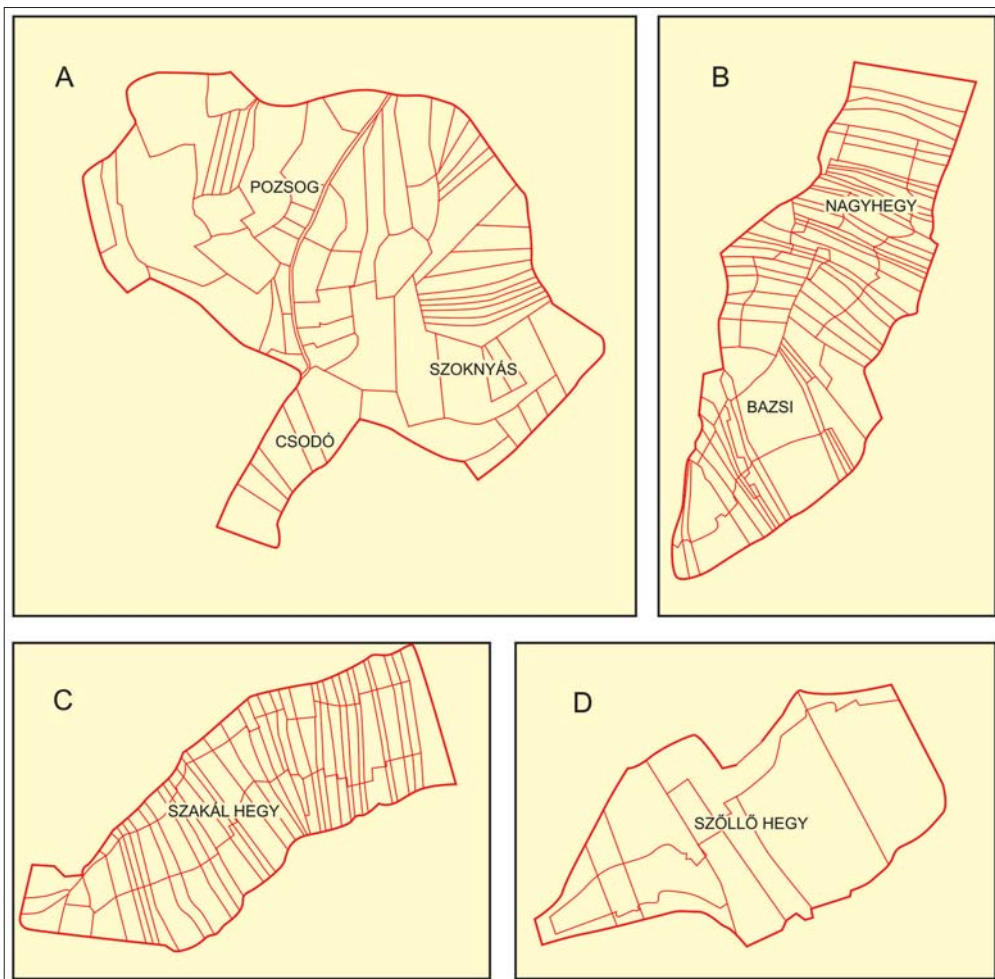 A
POZSOG
SZOKNYÁS
CSODÓ
B
NAGYHEGY
BAZSI
C
SZAKÁL HEGY
D
SZŐLLŐ HEGY